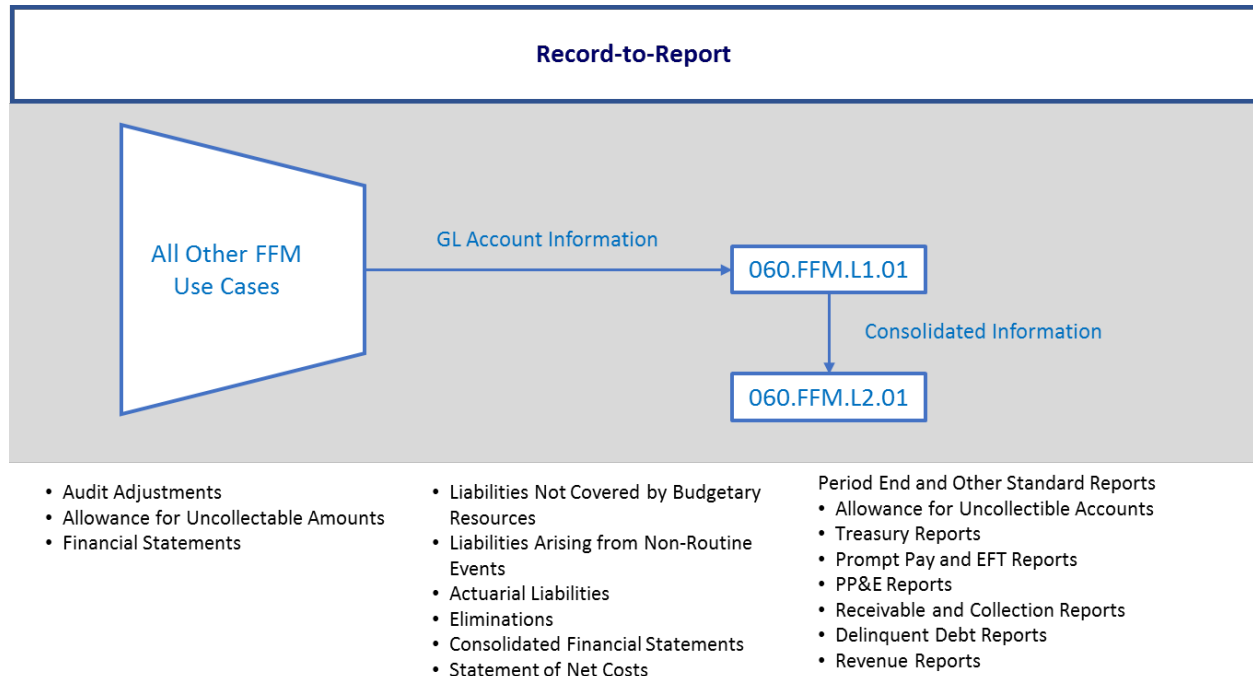 Record-to-Report
All Other FFM
Use Cases
GL Account Information
060.FFM.L1.01
Consolidated Information
060.FFM.L2.01
• Audit Adjustments
• Allowance for Uncollectable Amounts
• Financial Statements
• Liabilities Not Covered by Budgetary
Resources
• Liabilities Arising from Non-Routine
Events
• Actuarial Liabilities
• Eliminations
• Consolidated Financial Statements
• Statement of Net Costs
Period End and Other Standard Reports
• Allowance for Uncollectible Accounts
• Treasury Reports
• Prompt Pay and EFT Reports
• PP&E Reports
• Receivable and Collection Reports
• Delinquent Debt Reports
• Revenue Reports